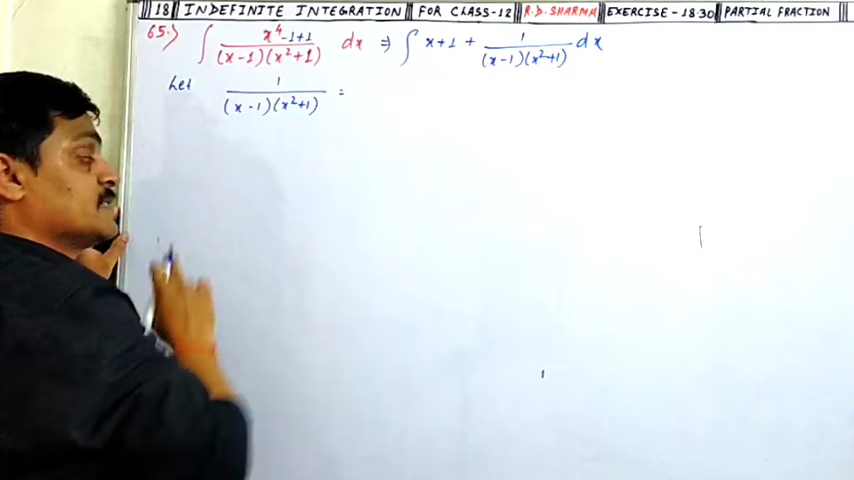 18 INDEFINITE INTEGRATION FOR CLASS-12 R.D. SHARMA EXERCISE - 18.30 PARTIAL FRACTION
65.) ∫ (x⁴-1+1)/((x-1)(x²+1)) dx ⇒ ∫ x+1 + 1/((x-1)(x²+1)) dx
Let 1/((x-1)(x²+1)) =